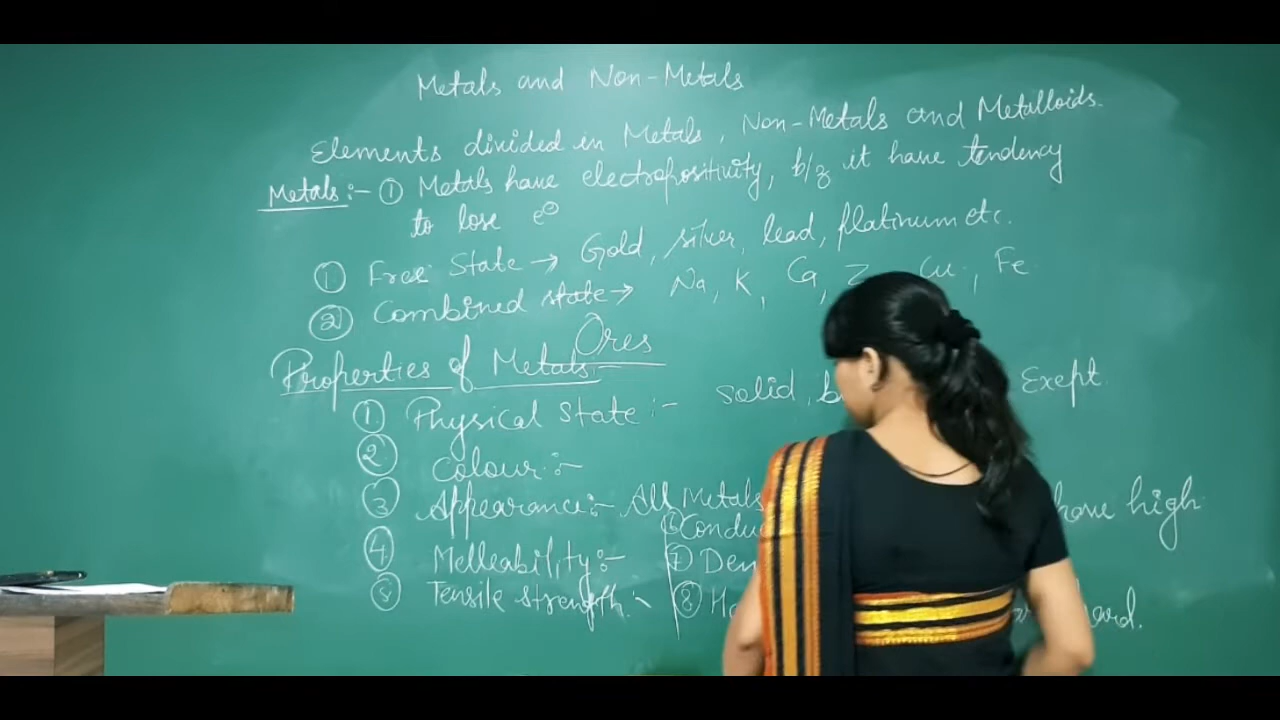 Metals and Non-Metals
Elements divided in Metals, Non-Metals and Metalloids.
Metals:- ① Metals have electropositivity, b/z it have tendency
to lose e⊖
① Free State → Gold, silver, lead, platinum etc.
② Combined state → Na, K, Ca, Cu, Fe
Ores
Properties of Metals:-
① Physical State :- solid, Exept
② Colour :-
③ Appearance :- All Metals have high
④ Melleability :- ⑥
⑤ Tensile strength :- ⑦
⑧ hard.